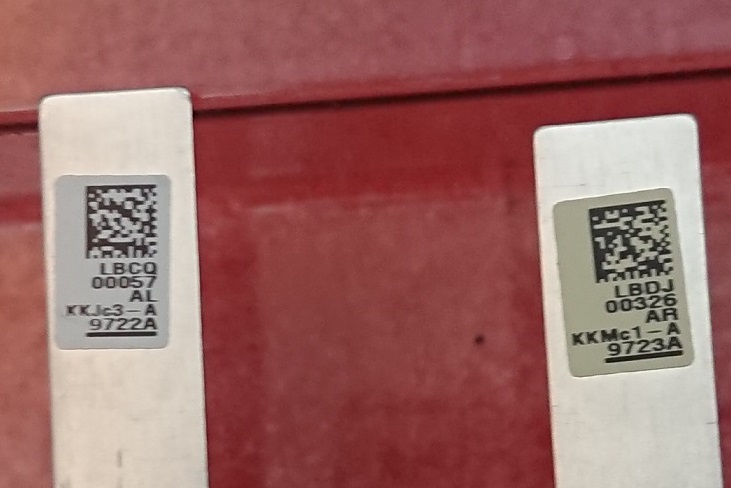 LBCQ
00057
AL
KKJc3-A
9722A
LBDJ
00326
AR
KKMc1-A
9723A